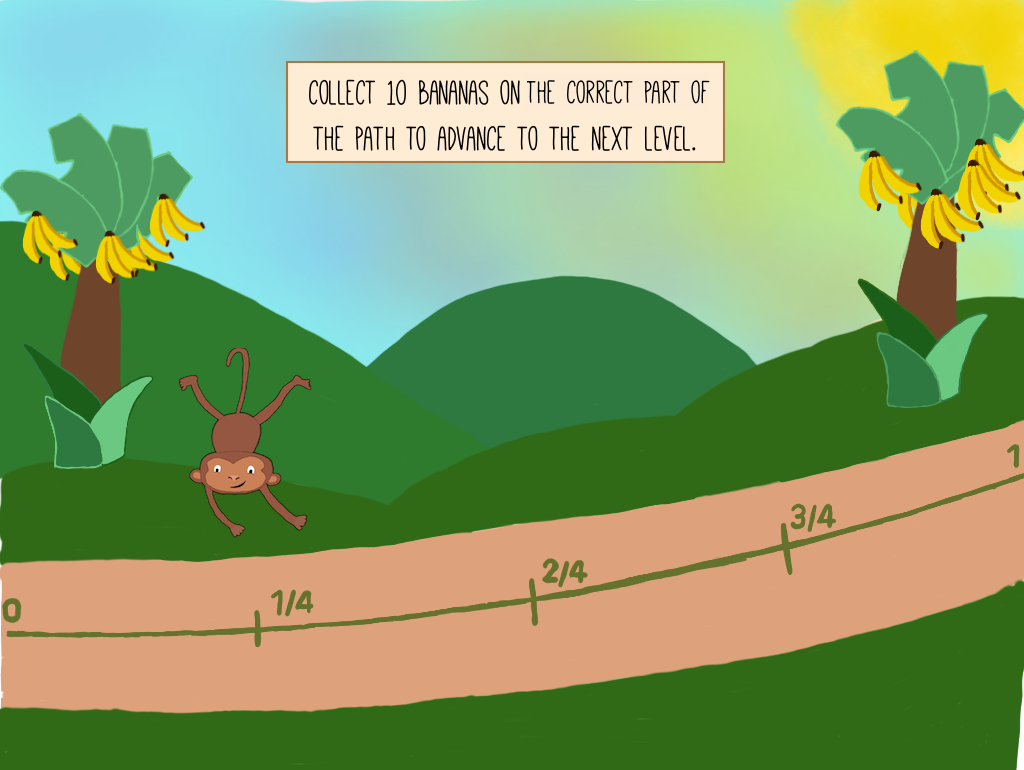 COLLECT 10 BANANAS ON THE CORRECT PART OF
THE PATH TO ADVANCE TO THE NEXT LEVEL.
0
1/4
2/4
3/4
1